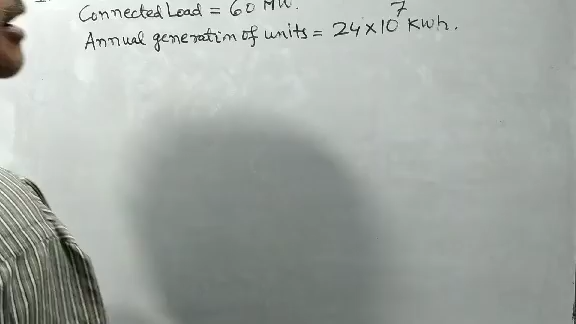 Connected Load = 60 MW.
Annual generation of units = 24×10⁷ KWh.